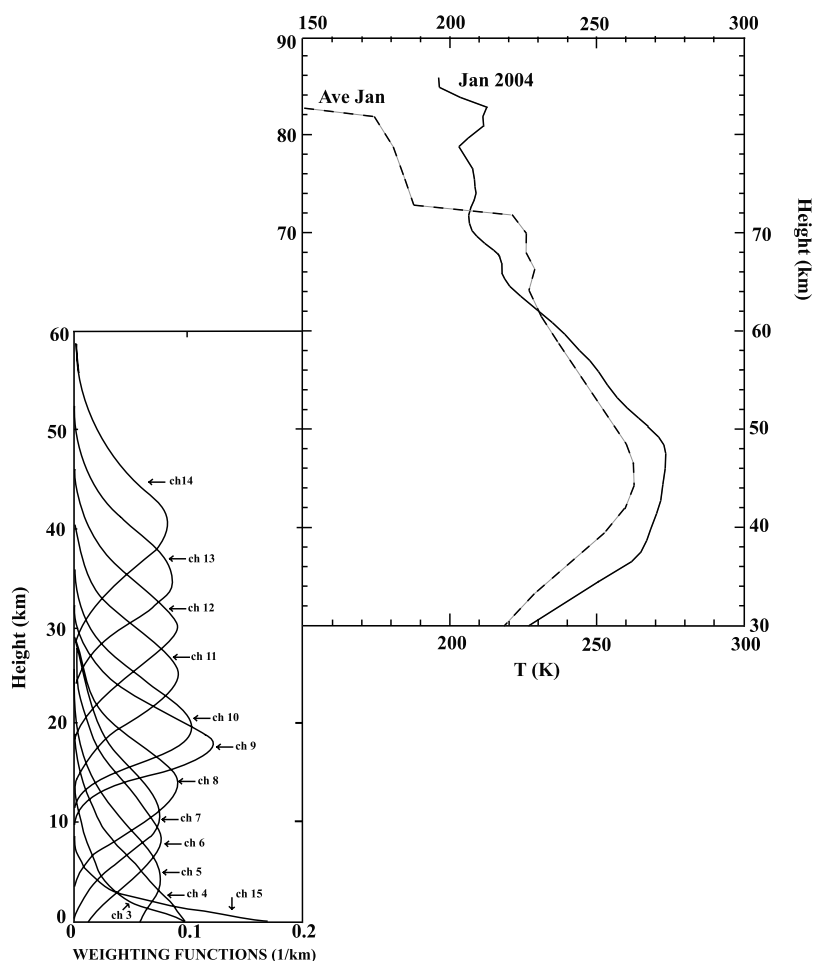 150 200 250 300
90
Jan 2004
Ave Jan
80
70 70
Height (km)
60 60
50 50
ch14
40 40
ch 13
ch 12
30 30
ch 11
200 250 300
T (K)
Height (km)
ch 10
20
ch 9
ch 8
10
ch 7
ch 6
ch 5
ch 4
ch 15
ch 3
0
0 0.1 0.2
WEIGHTING FUNCTIONS (1/km)